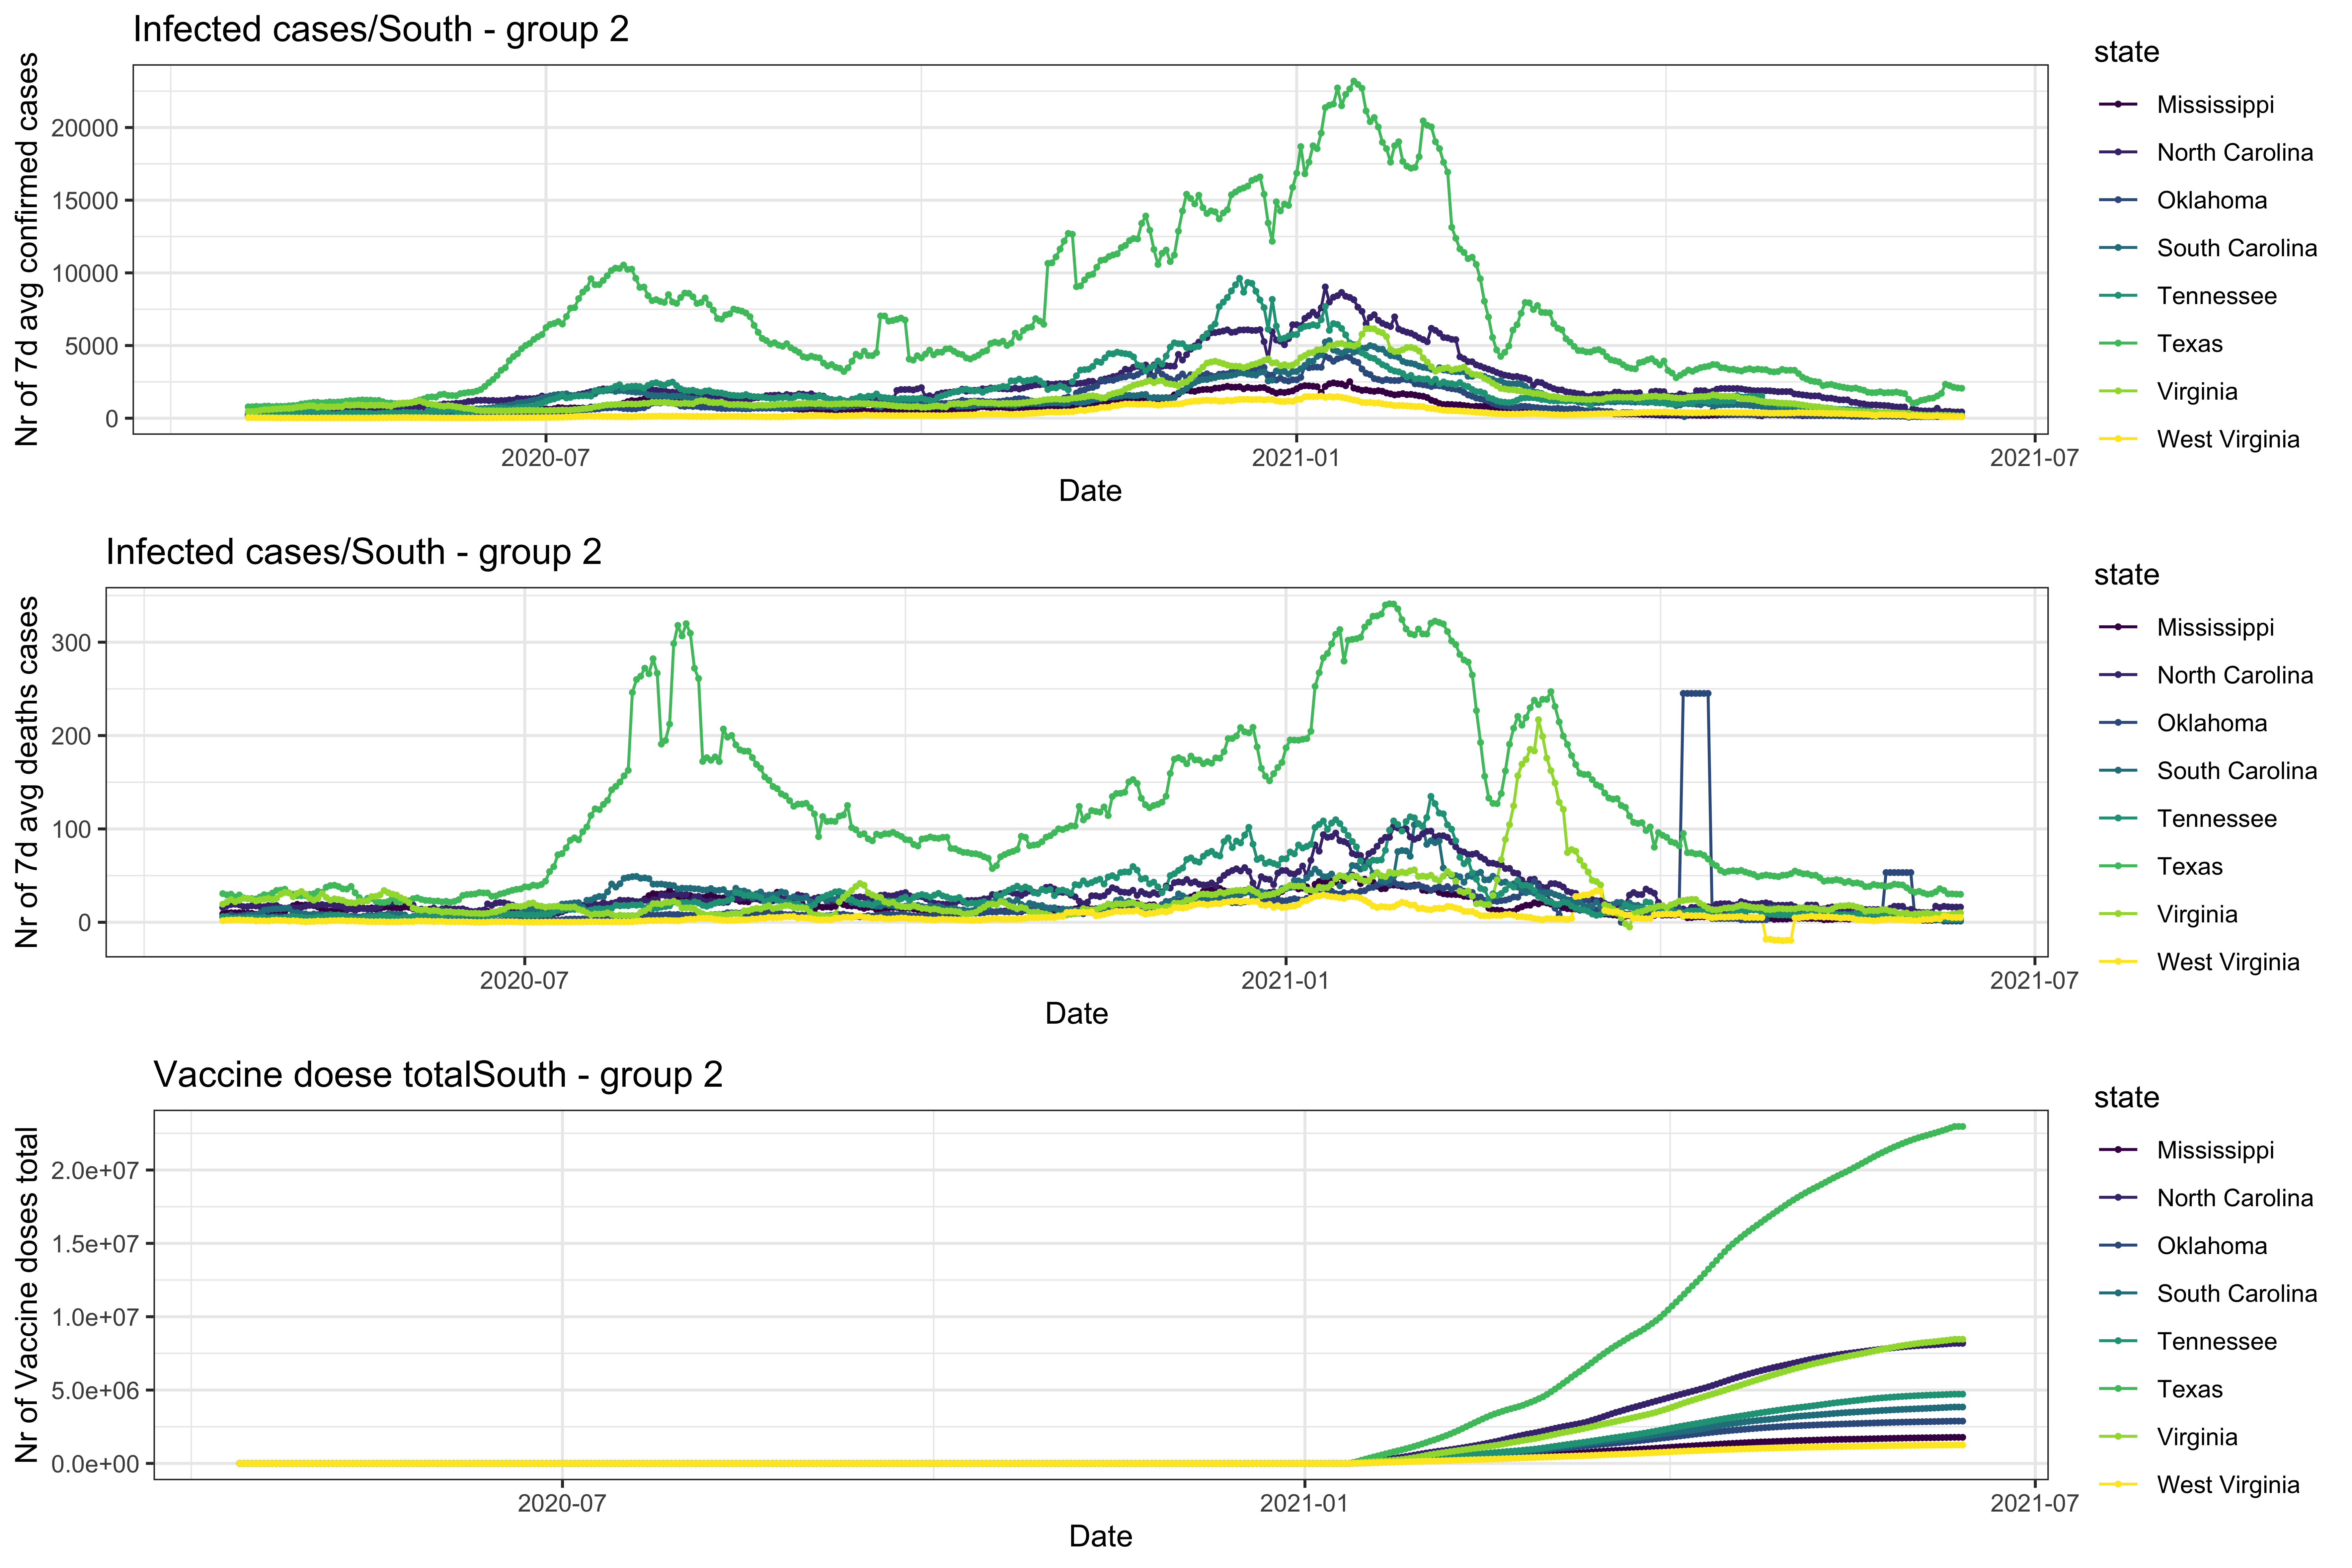 Infected cases/South - group 2
Nr of 7d avg confirmed cases
20000
15000
10000
5000
0
2020-07
2021-01
2021-07
Date
state
Mississippi
North Carolina
Oklahoma
South Carolina
Tennessee
Texas
Virginia
West Virginia
Infected cases/South - group 2
Nr of 7d avg deaths cases
300
200
100
0
2020-07
2021-01
2021-07
Date
state
Mississippi
North Carolina
Oklahoma
South Carolina
Tennessee
Texas
Virginia
West Virginia
Vaccine doese totalSouth - group 2
Nr of Vaccine doses total
2.0e+07
1.5e+07
1.0e+07
5.0e+06
0.0e+00
2020-07
2021-01
2021-07
Date
state
Mississippi
North Carolina
Oklahoma
South Carolina
Tennessee
Texas
Virginia
West Virginia